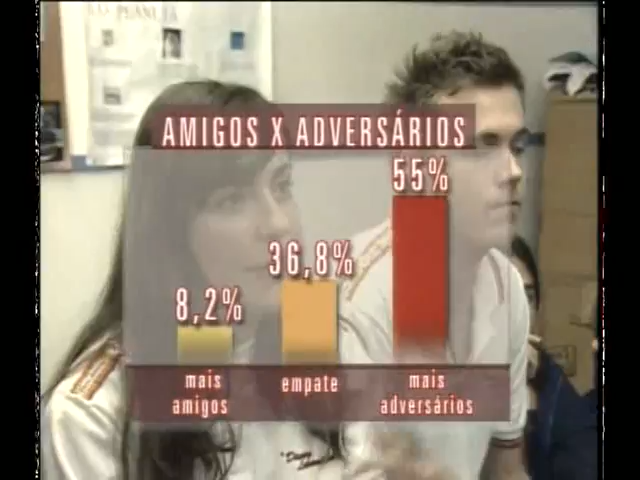 AMIGOS X ADVERSÁRIOS
55%
36,8%
8,2%
mais
amigos
empate
mais
adversários